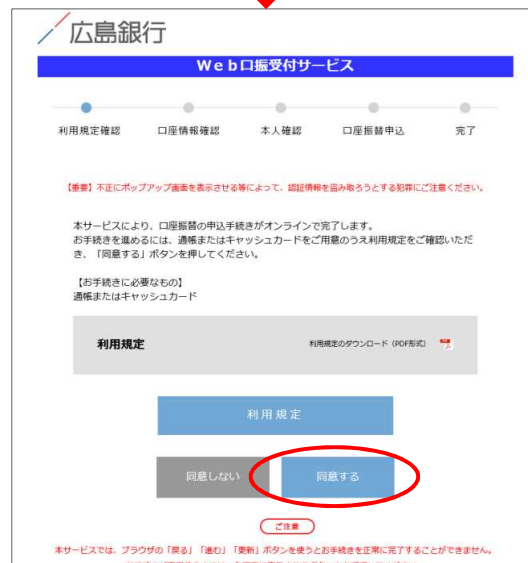 広島銀行
Web口振受付サービス
利用規定確認 口座情報確認 本人確認 口座振替申込 完了
【重要】不正にポップアップ画面を表示させる等によって、認証情報を盗み取ろうとする犯罪にご注意ください。
本サービスにより、口座振替の申込手続きがオンラインで完了します。
お手続きを進めるには、通帳またはキャッシュカードをご用意のうえ利用規定をご確認いただ
き、「同意する」ボタンを押してください。
【お手続きに必要なもの】
通帳またはキャッシュカード
利用規定 利用規定のダウンロード（PDF形式）
利用規定
同意しない 同意する
ご注意
本サービスでは、ブラウザの「戻る」「進む」「更新」ボタンを使うとお手続きを正常に完了することができません。